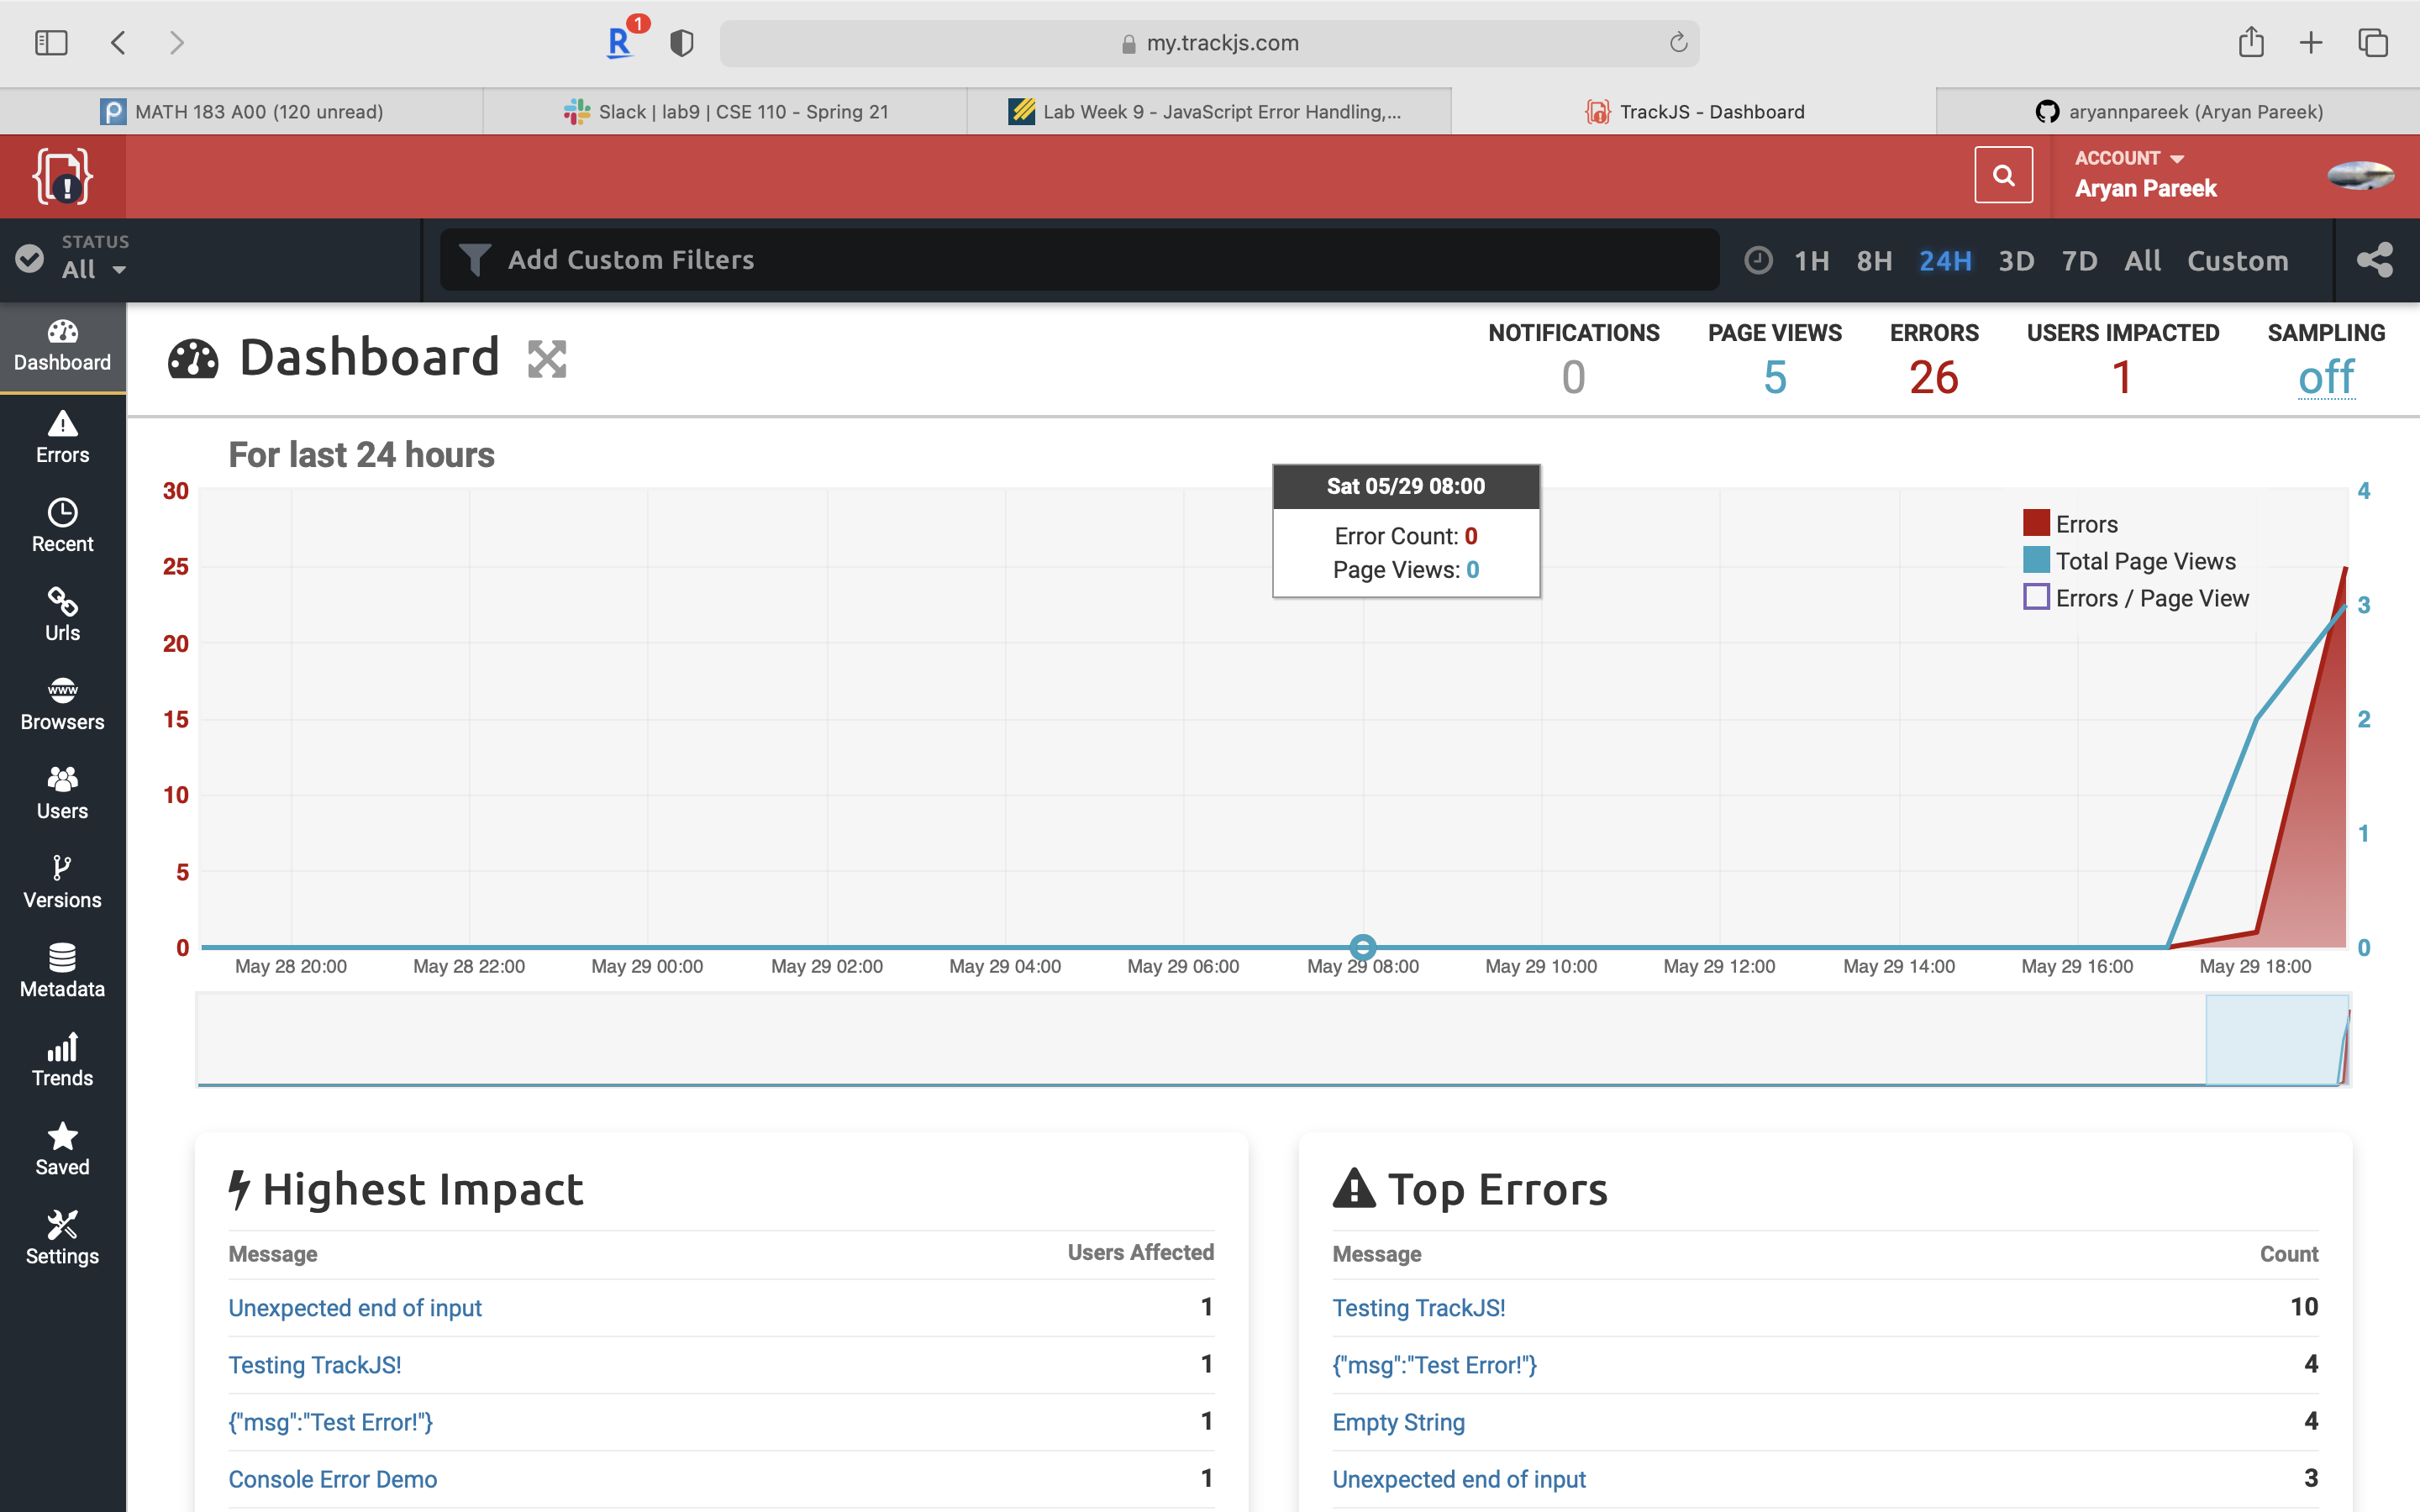 R 1
my.trackjs.com
MATH 183 A00 (120 unread)
Slack | lab9 | CSE 110 - Spring 21
Lab Week 9 - JavaScript Error Handling,...
TrackJS - Dashboard
aryannpareek (Aryan Pareek)
ACCOUNT
Aryan Pareek
STATUS
All
Add Custom Filters
1H 8H 24H 3D 7D All Custom
Dashboard
Errors
Recent
Urls
www
Browsers
Users
Versions
Metadata
Trends
Saved
Settings
Dashboard
NOTIFICATIONS
0
PAGE VIEWS
5
ERRORS
26
USERS IMPACTED
1
SAMPLING
off
For last 24 hours
30
25
20
15
10
5
0
Sat 05/29 08:00
Error Count: 0
Page Views: 0
Errors
Total Page Views
Errors / Page View
4
3
2
1
0
May 28 20:00 May 28 22:00 May 29 00:00 May 29 02:00 May 29 04:00 May 29 06:00 May 29 08:00 May 29 10:00 May 29 12:00 May 29 14:00 May 29 16:00 May 29 18:00
Highest Impact
Message Users Affected
Unexpected end of input 1
Testing TrackJS! 1
{"msg":"Test Error!"} 1
Console Error Demo 1
Top Errors
Message Count
Testing TrackJS! 10
{"msg":"Test Error!"} 4
Empty String 4
Unexpected end of input 3